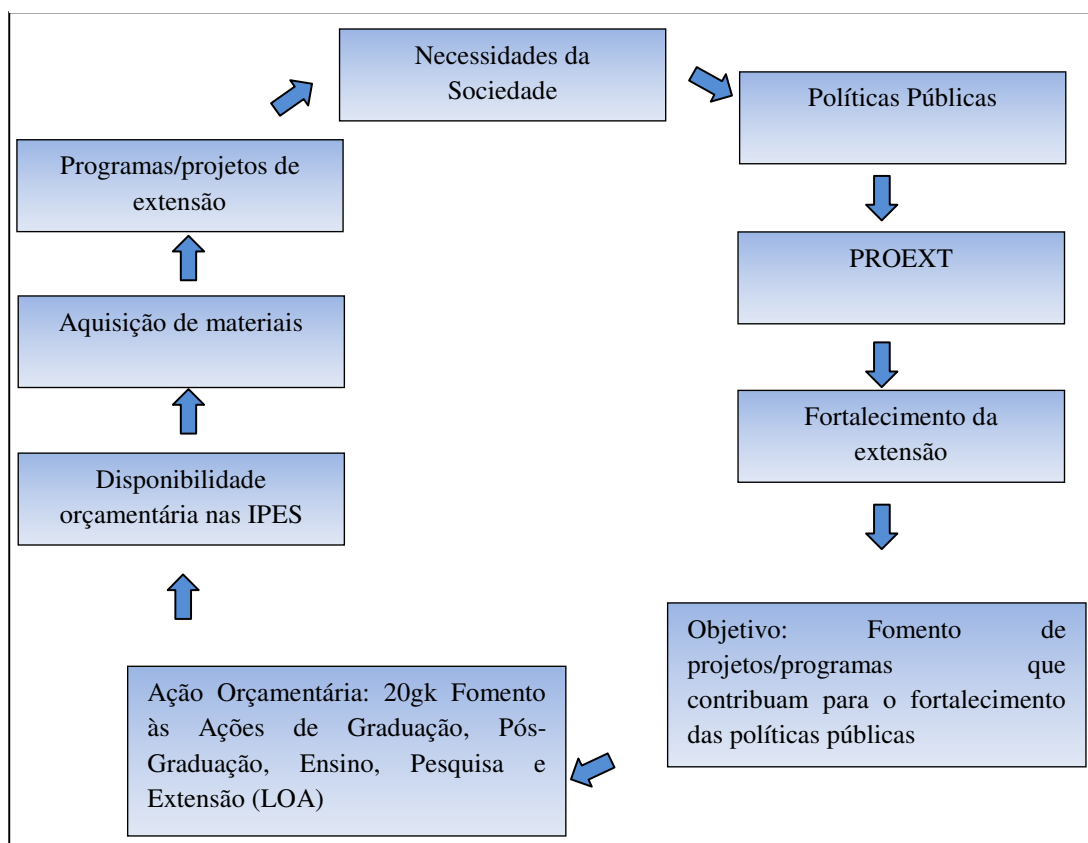 Necessidades da
Sociedade
Políticas Públicas
PROEXT
Fortalecimento da
extensão
Objetivo: Fomento de
projetos/programas que
contribuam para o fortalecimento
das políticas públicas
Ação Orçamentária: 20gk Fomento
às Ações de Graduação, Pós-
Graduação, Ensino, Pesquisa e
Extensão (LOA)
Disponibilidade
orçamentária nas IPES
Aquisição de materiais
Programas/projetos de
extensão